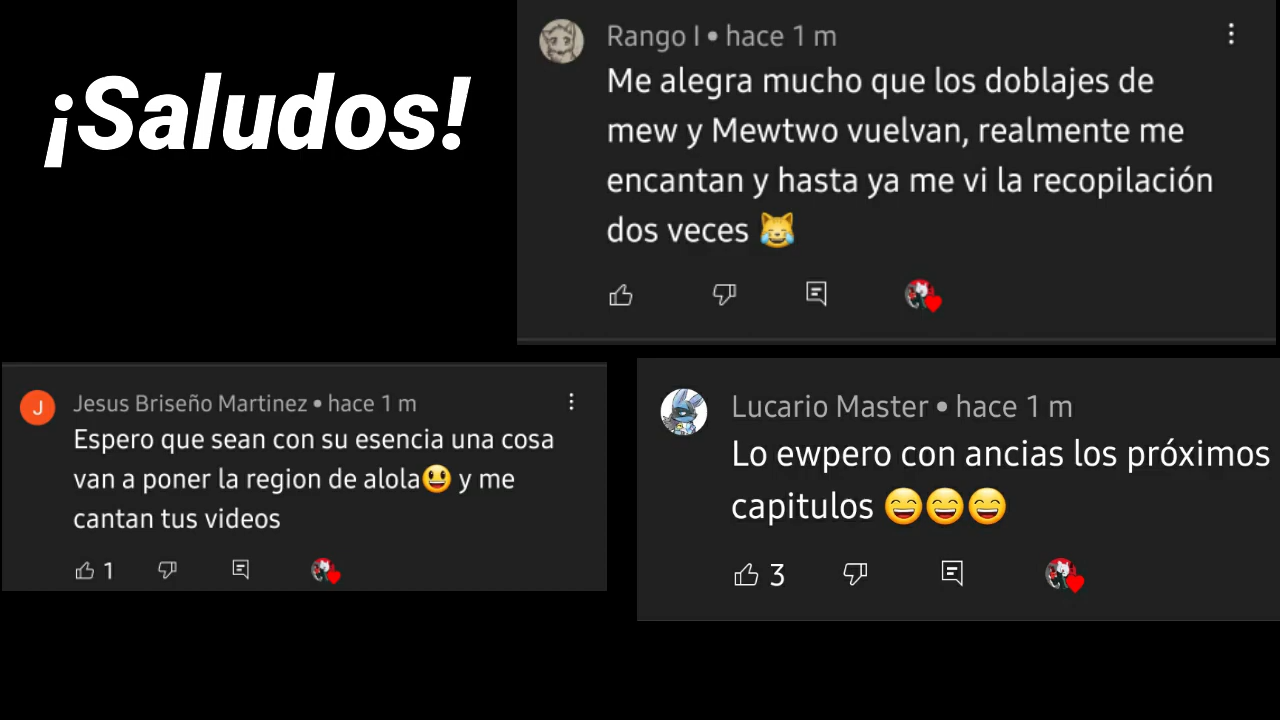 ¡Saludos!
Rango I • hace 1 m
Me alegra mucho que los doblajes de
mew y Mewtwo vuelvan, realmente me
encantan y hasta ya me vi la recopilación
dos veces 😹
Jesus Briseño Martinez • hace 1 m
J
Espero que sean con su esencia una cosa
van a poner la region de alola😃 y me
cantan tus videos
1
Lucario Master • hace 1 m
Lo ewpero con ancias los próximos
capitulos 😄😄😄
3